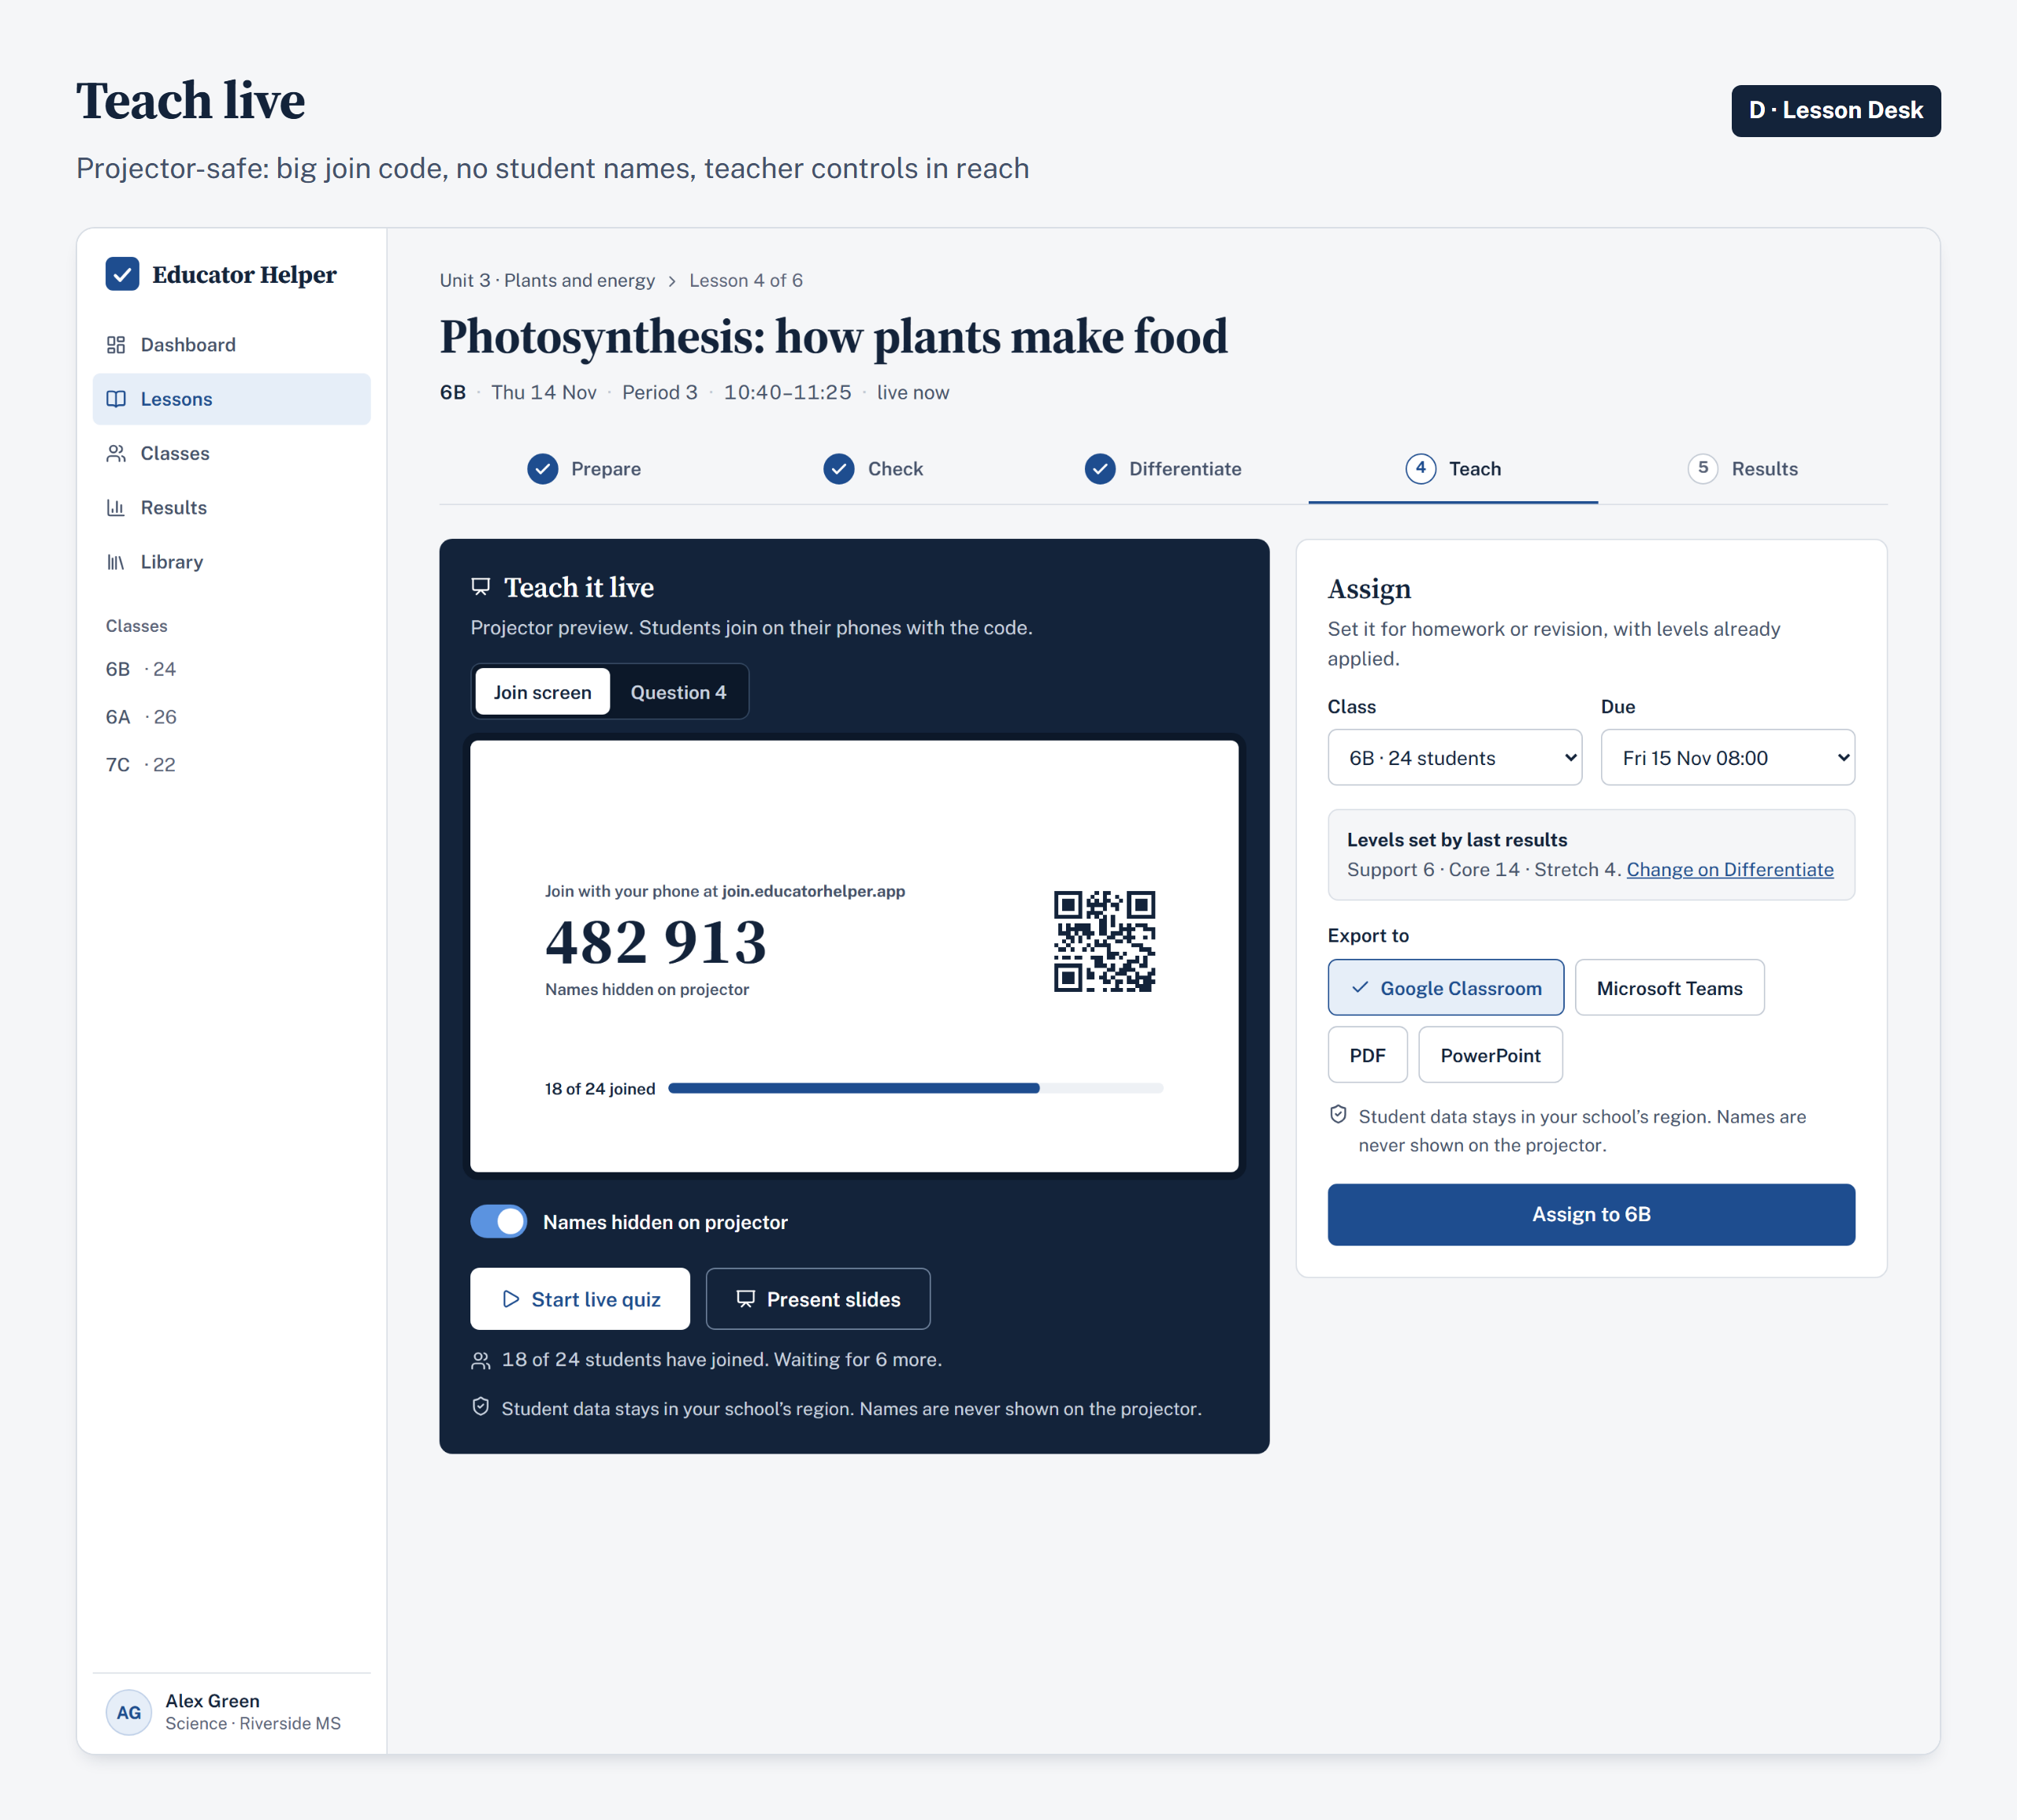 Teach live
D · Lesson Desk
Projector-safe: big join code, no student names, teacher controls in reach
Educator Helper
Dashboard
Lessons
Classes
Results
Library
Classes
6B · 24
6A · 26
7C · 22
AG
Alex Green
Science · Riverside MS
Unit 3 · Plants and energy > Lesson 4 of 6
Photosynthesis: how plants make food
6B · Thu 14 Nov · Period 3 · 10:40–11:25 · live now
Prepare
Check
Differentiate
4 Teach
5 Results
Teach it live
Projector preview. Students join on their phones with the code.
Join screen
Question 4
Join with your phone at join.educatorhelper.app
482 913
Names hidden on projector
18 of 24 joined
Names hidden on projector
Start live quiz
Present slides
18 of 24 students have joined. Waiting for 6 more.
Student data stays in your school’s region. Names are never shown on the projector.
Assign
Set it for homework or revision, with levels already
applied.
Class
Due
6B · 24 students
Fri 15 Nov 08:00
Levels set by last results
Support 6 · Core 14 · Stretch 4. Change on Differentiate
Export to
Google Classroom
Microsoft Teams
PDF
PowerPoint
Student data stays in your school’s region. Names are
never shown on the projector.
Assign to 6B